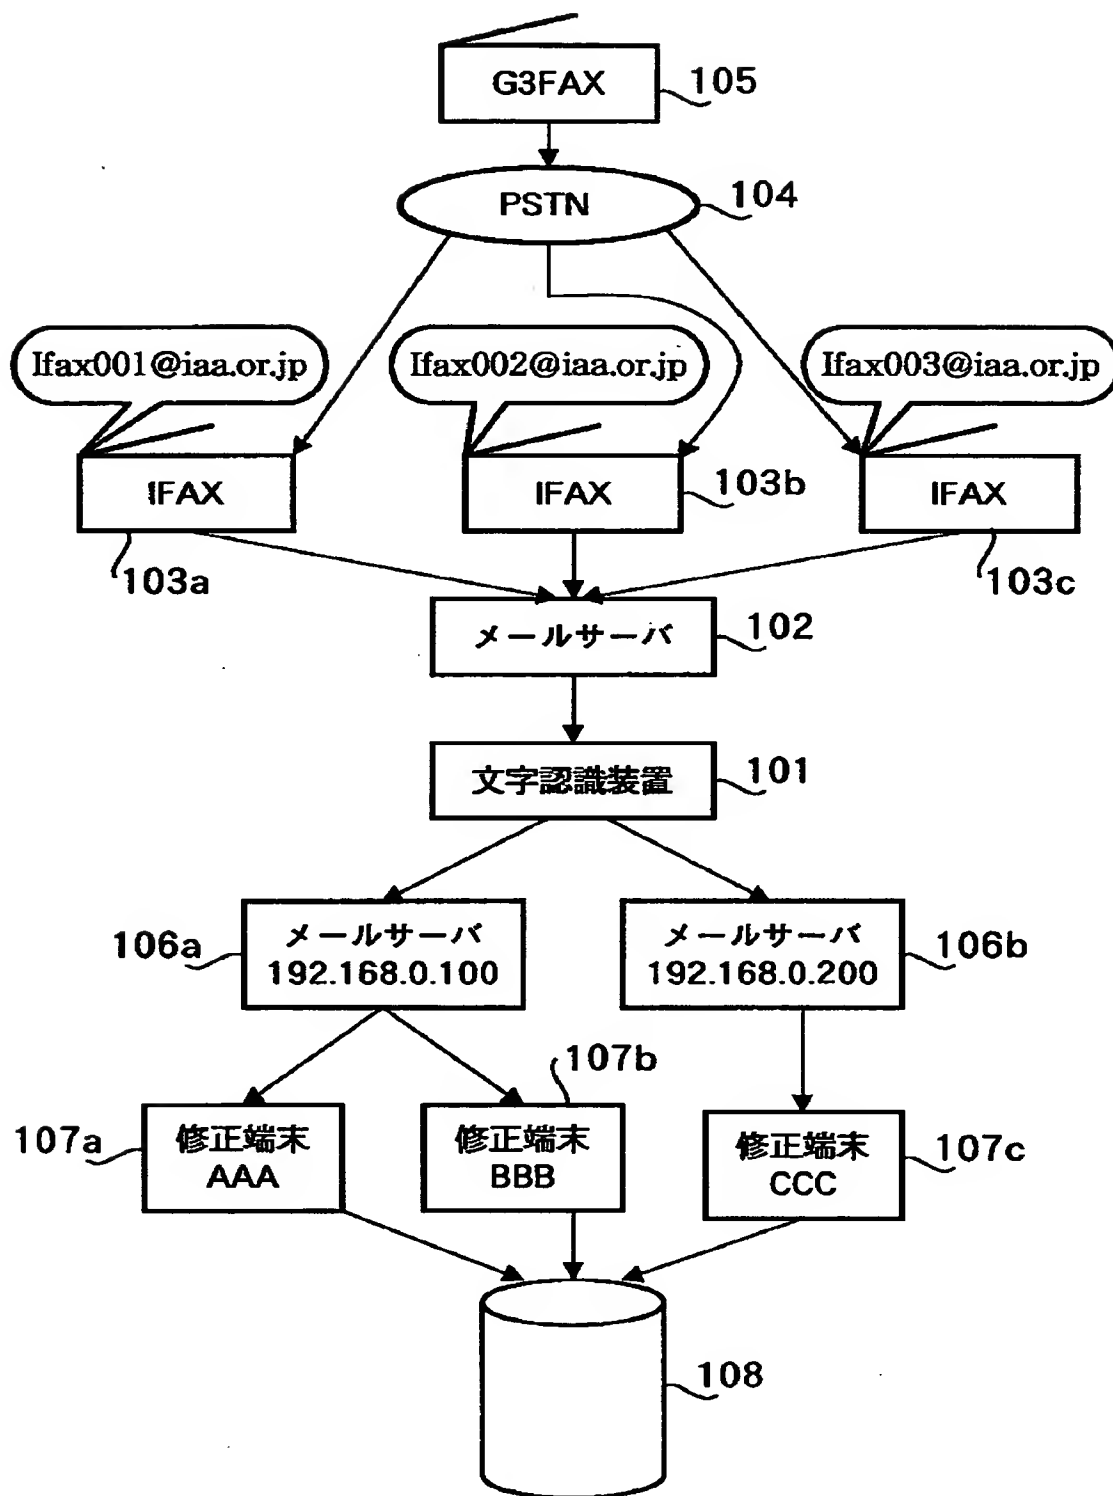 G3FAX
105
PSTN
104
Ifax001@iaa.or.jp
Ifax002@iaa.or.jp
Ifax003@iaa.or.jp
IFAX
IFAX
103b
IFAX
103a
103c
メールサーバ
102
文字認識装置
101
106a
メールサーバ
192.168.0.100
メールサーバ
192.168.0.200
106b
107b
107a
修正端末
AAA
修正端末
BBB
修正端末
CCC
107c
108